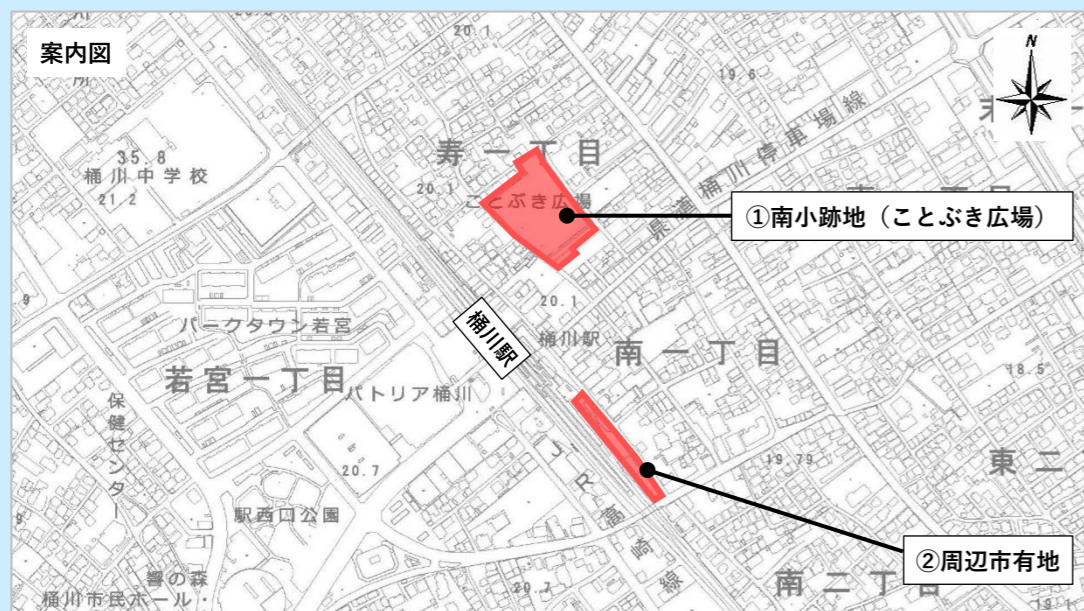 案内図
N
20.1
19.6
寿一丁目
35.8
桶川中学校
21.2
20.1
ことぶき広場
県道桶川停車場線
①南小跡地（ことぶき広場）
9
20.1
パークタウン若宮
桶川駅
桶川駅
南一丁目
若宮一丁目
パトリア桶川
18.5
保健センター
20.7
19.79
東二
駅西口公園
JR高崎線
②周辺市有地
響の森
桶川市民ホール・
20.7
南二丁目
9